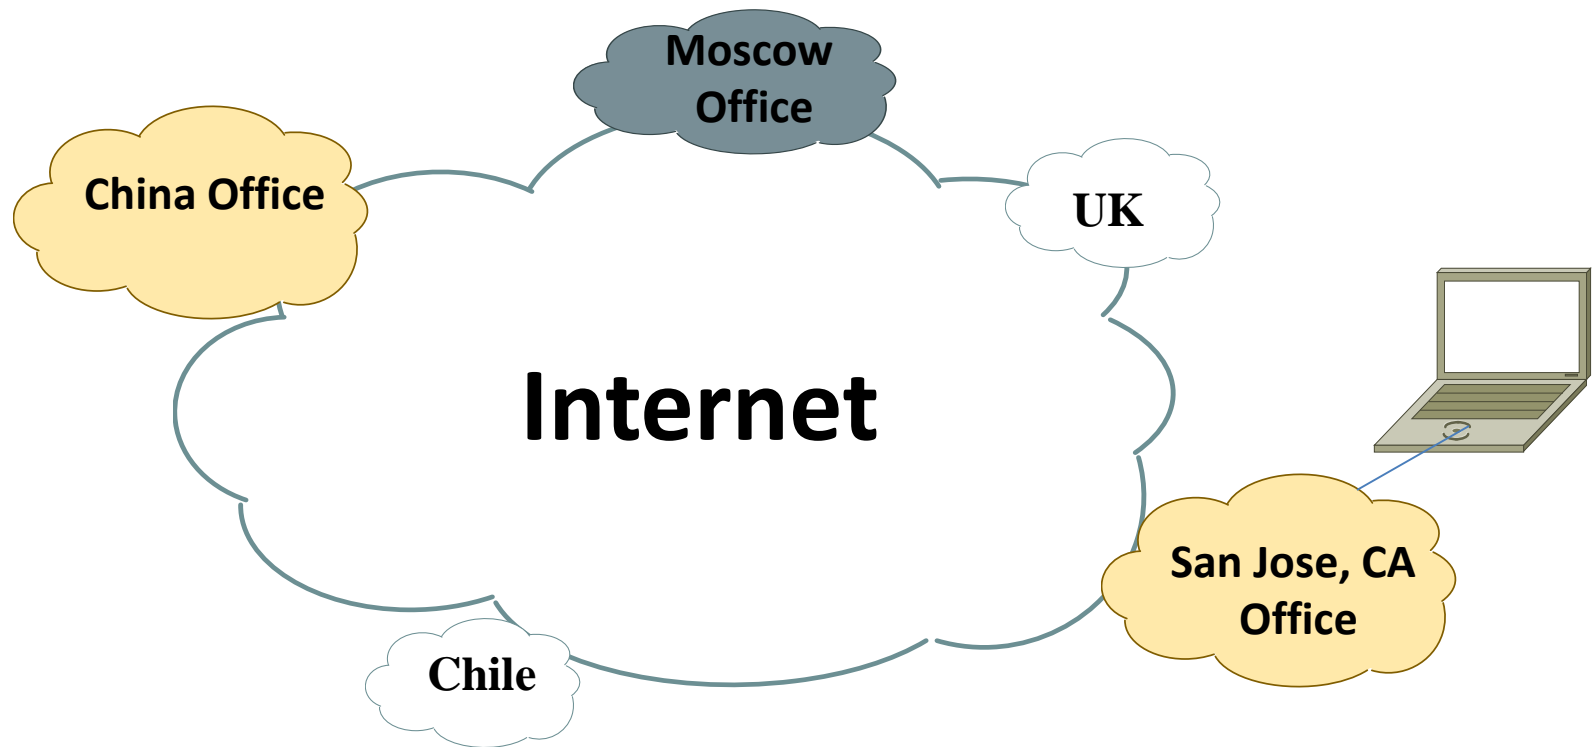 Moscow
Office
China Office
UK
Internet
San Jose, CA
Office
Chile